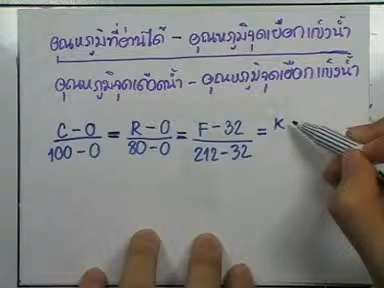 อุณหภูมิที่อ่านได้ - อุณหภูมิจุดเยือกแข็งน้ำ
อุณหภูมิจุดเดือดน้ำ - อุณหภูมิจุดเยือกแข็งน้ำ
C - 0 / 100 - 0 = R - 0 / 80 - 0 = F - 32 / 212 - 32 = K